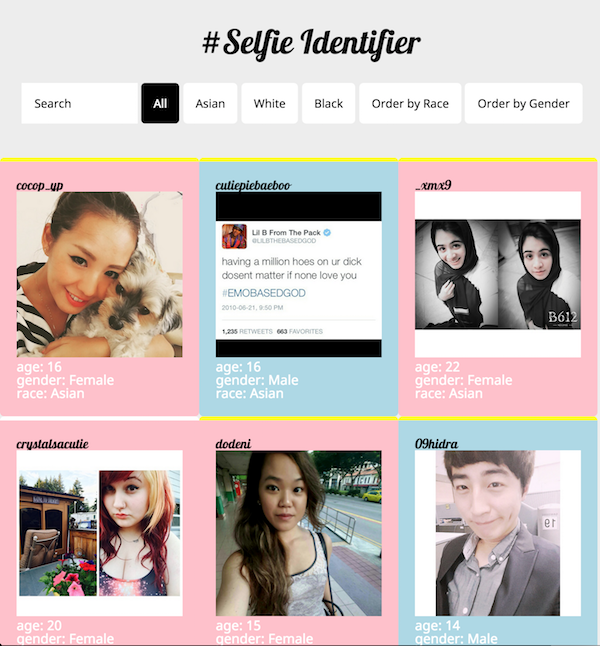 #Selfie Identifier
Search
All
Asian
White
Black
Order by Race
Order by Gender
cocop_yp
cutiepiebaeboo
_xmx9
Lil B From The Pack
@LILBTHEBASEDGOD
having a million hoes on ur dick
dosent matter if none love you
#EMOBASEDGOD
2010-06-21, 9:50 PM
1,235 RETWEETS 663 FAVORITES
B612
age: 16
gender: Female
race: Asian
age: 16
gender: Male
race: Asian
age: 22
gender: Female
race: Asian
crystalsacutie
dodeni
09hidra
19
age: 20
gender: Female
age: 15
gender: Female
age: 14
gender: Male